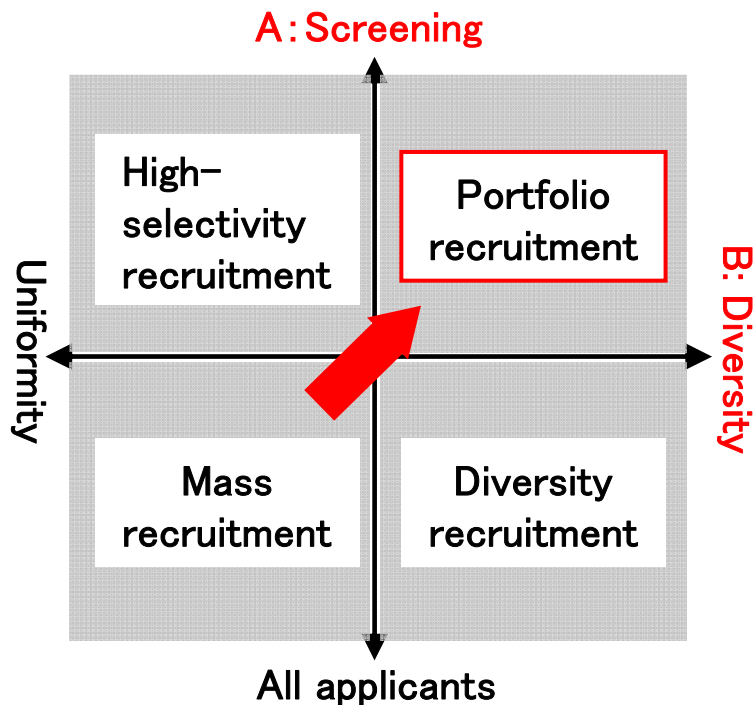 A: Screening
High-
selectivity
recruitment
Portfolio
recruitment
Uniformity
B: Diversity
Mass
recruitment
Diversity
recruitment
All applicants